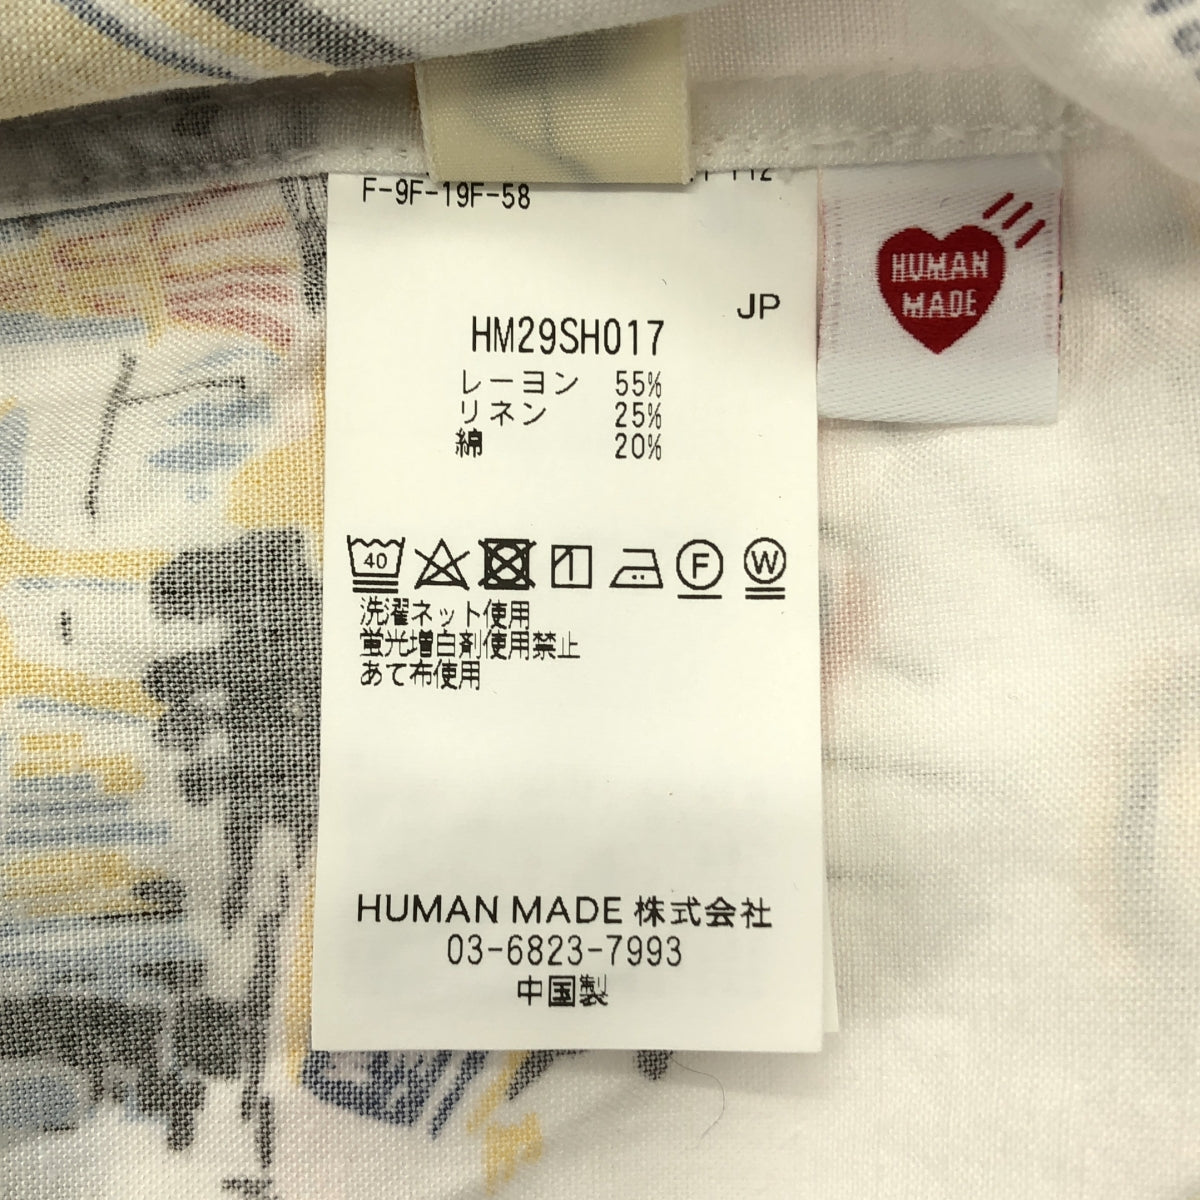 F-9F-19F-58
JP
HM29SH017
レーヨン 55%
リネン 25%
綿 20%
40
F
W
洗濯ネット使用
蛍光増白剤使用禁止
あて布使用
HUMAN MADE 株式会社
03-6823-7993
中国製
HUMAN
MADE